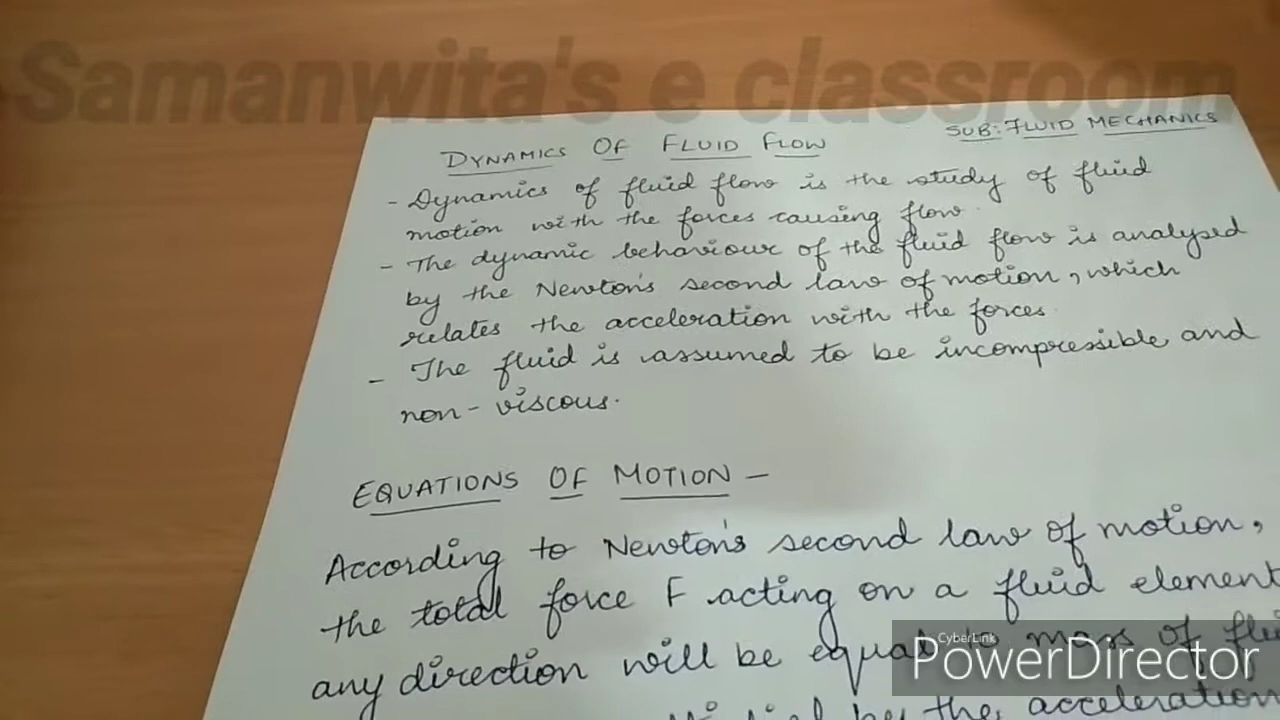 Samanwita's e classroom
SUB: FLUID MECHANICS
DYNAMICS OF FLUID FLOW
- Dynamics of fluid flow is the study of fluid
motion with the forces causing flow.
- The dynamic behaviour of the fluid flow is analysed
by the Newton's second law of motion, which
relates the acceleration with the forces.
- The fluid is assumed to be incompressible and
non-viscous.
EQUATIONS OF MOTION -
According to Newton's second law of motion,
the total force F acting on a fluid element
any direction will be equal to mass of
by the acceleration
CyberLink
PowerDirector